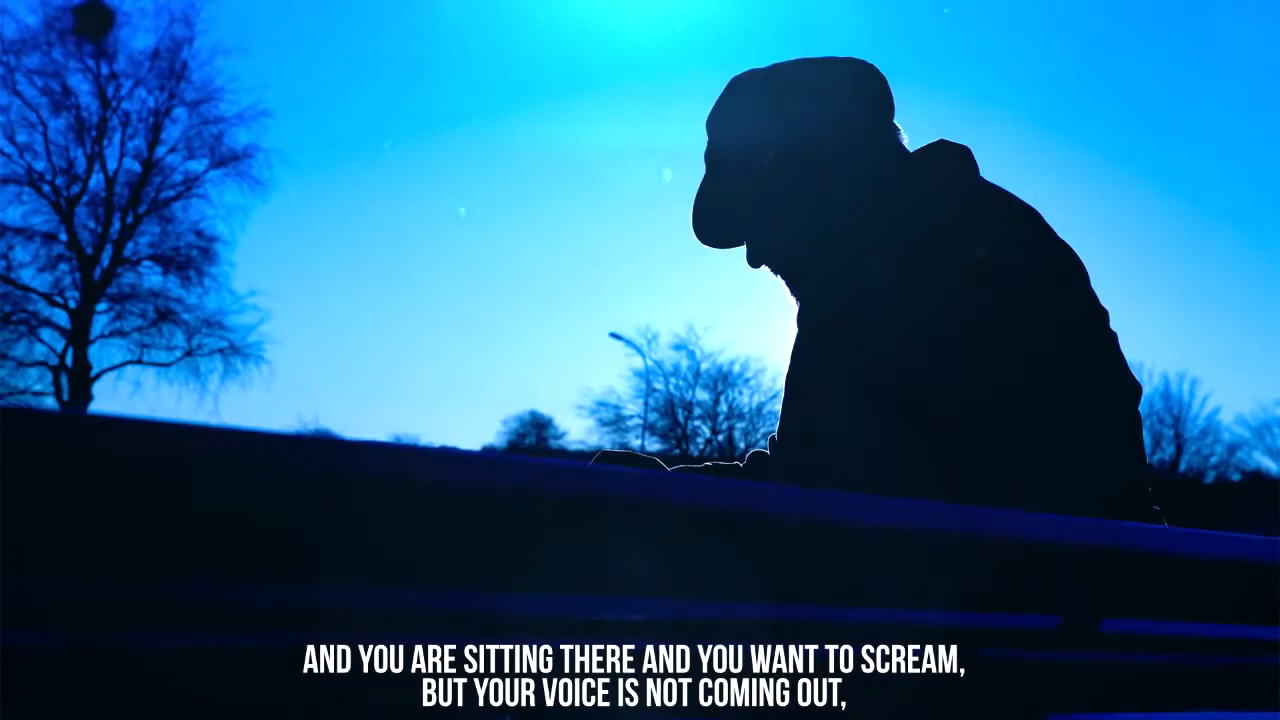 AND YOU ARE SITTING THERE AND YOU WANT TO SCREAM,
BUT YOUR VOICE IS NOT COMING OUT,